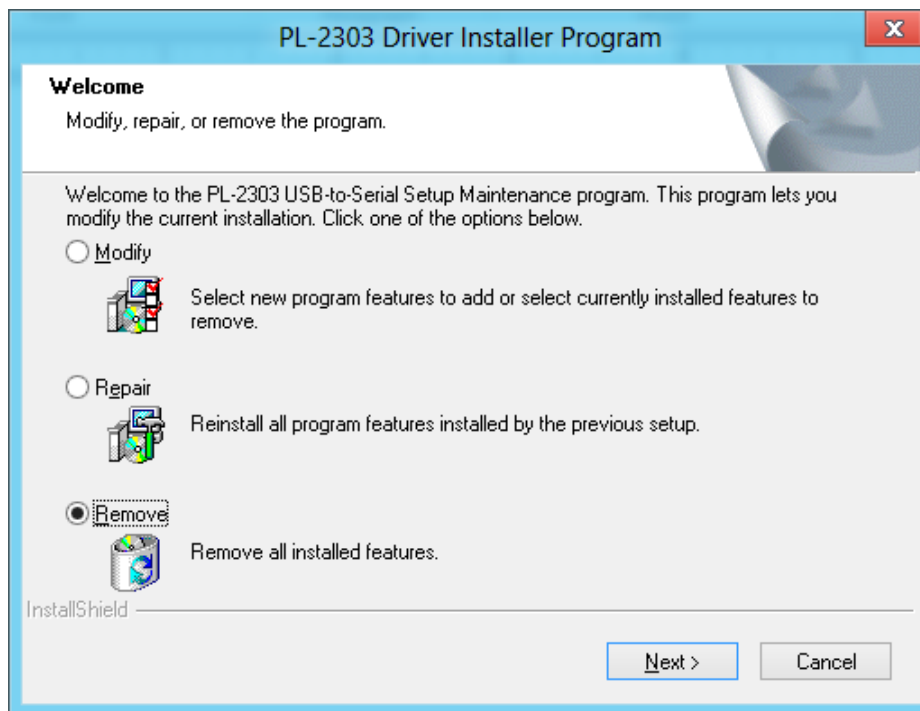 PL-2303 Driver Installer Program
Welcome
Modify, repair, or remove the program.
Welcome to the PL-2303 USB-to-Serial Setup Maintenance program. This program lets you
modify the current installation. Click one of the options below.
Modify
Select new program features to add or select currently installed features to
remove.
Repair
Reinstall all program features installed by the previous setup.
Remove
Remove all installed features.
InstallShield
Next >
Cancel